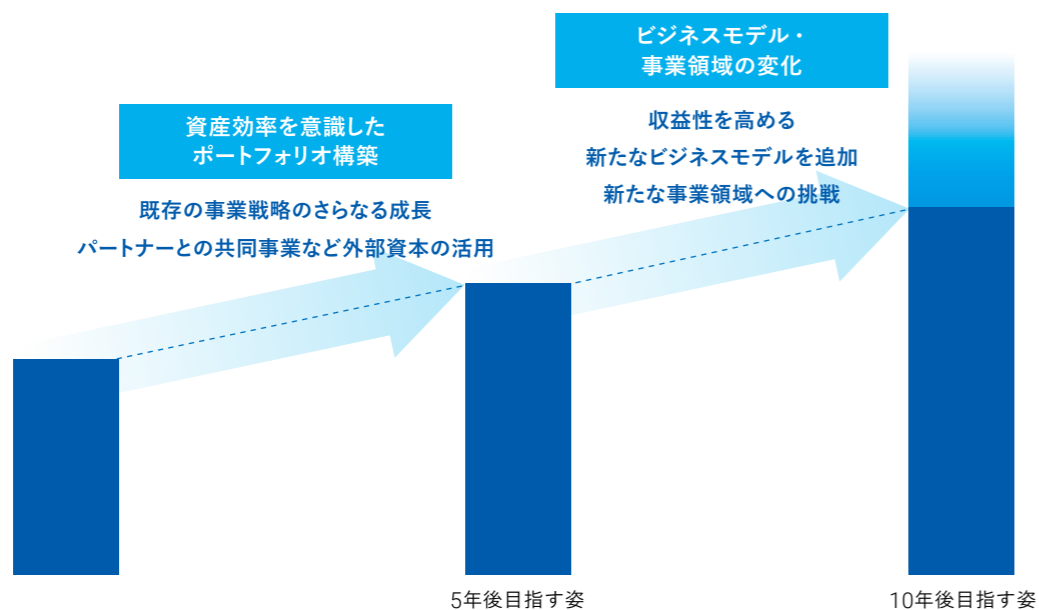 資産効率を意識した
ポートフォリオ構築
既存の事業戦略のさらなる成長
パートナーとの共同事業など外部資本の活用
ビジネスモデル・
事業領域の変化
収益性を高める
新たなビジネスモデルを追加
新たな事業領域への挑戦
5年後目指す姿
10年後目指す姿